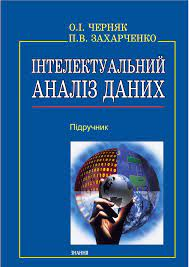 О.І. ЧЕРНЯК
П.В. ЗАХАРЧЕНКО
ІНТЕЛЕКТУАЛЬНИЙ
АНАЛІЗ ДАНИХ
Підручник
ЗНАННЯ